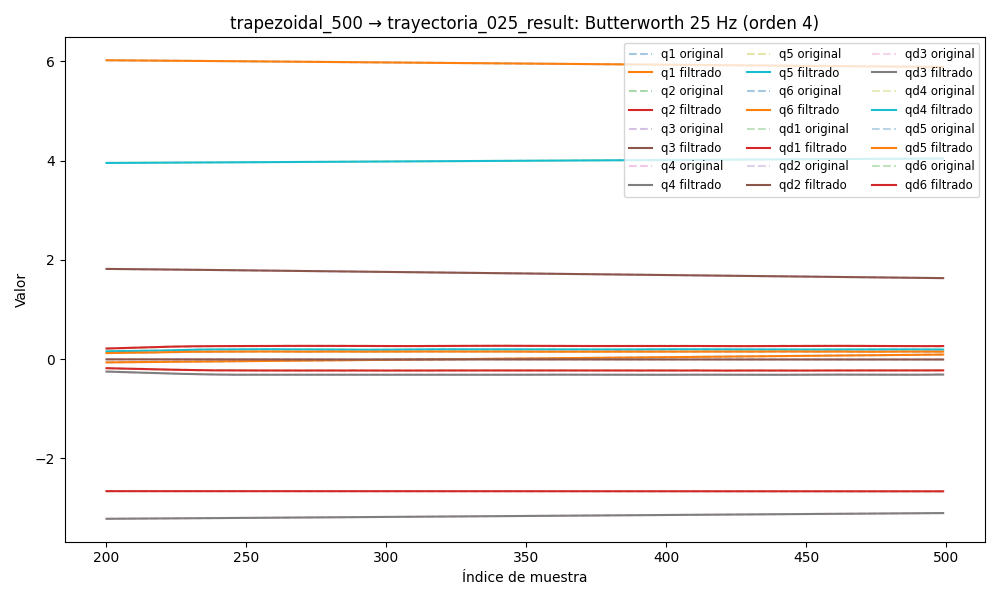 trapezoidal_500 → trayectoria_025_result: Butterworth 25 Hz (orden 4)
q1 original
q1 filtrado
q2 original
q2 filtrado
q3 original
q3 filtrado
q4 original
q4 filtrado
q5 original
q5 filtrado
q6 original
q6 filtrado
qd1 original
qd1 filtrado
qd2 original
qd2 filtrado
qd3 original
qd3 filtrado
qd4 original
qd4 filtrado
qd5 original
qd5 filtrado
qd6 original
qd6 filtrado
Valor
6
4
2
0
−2
200
250
300
350
400
450
500
Índice de muestra